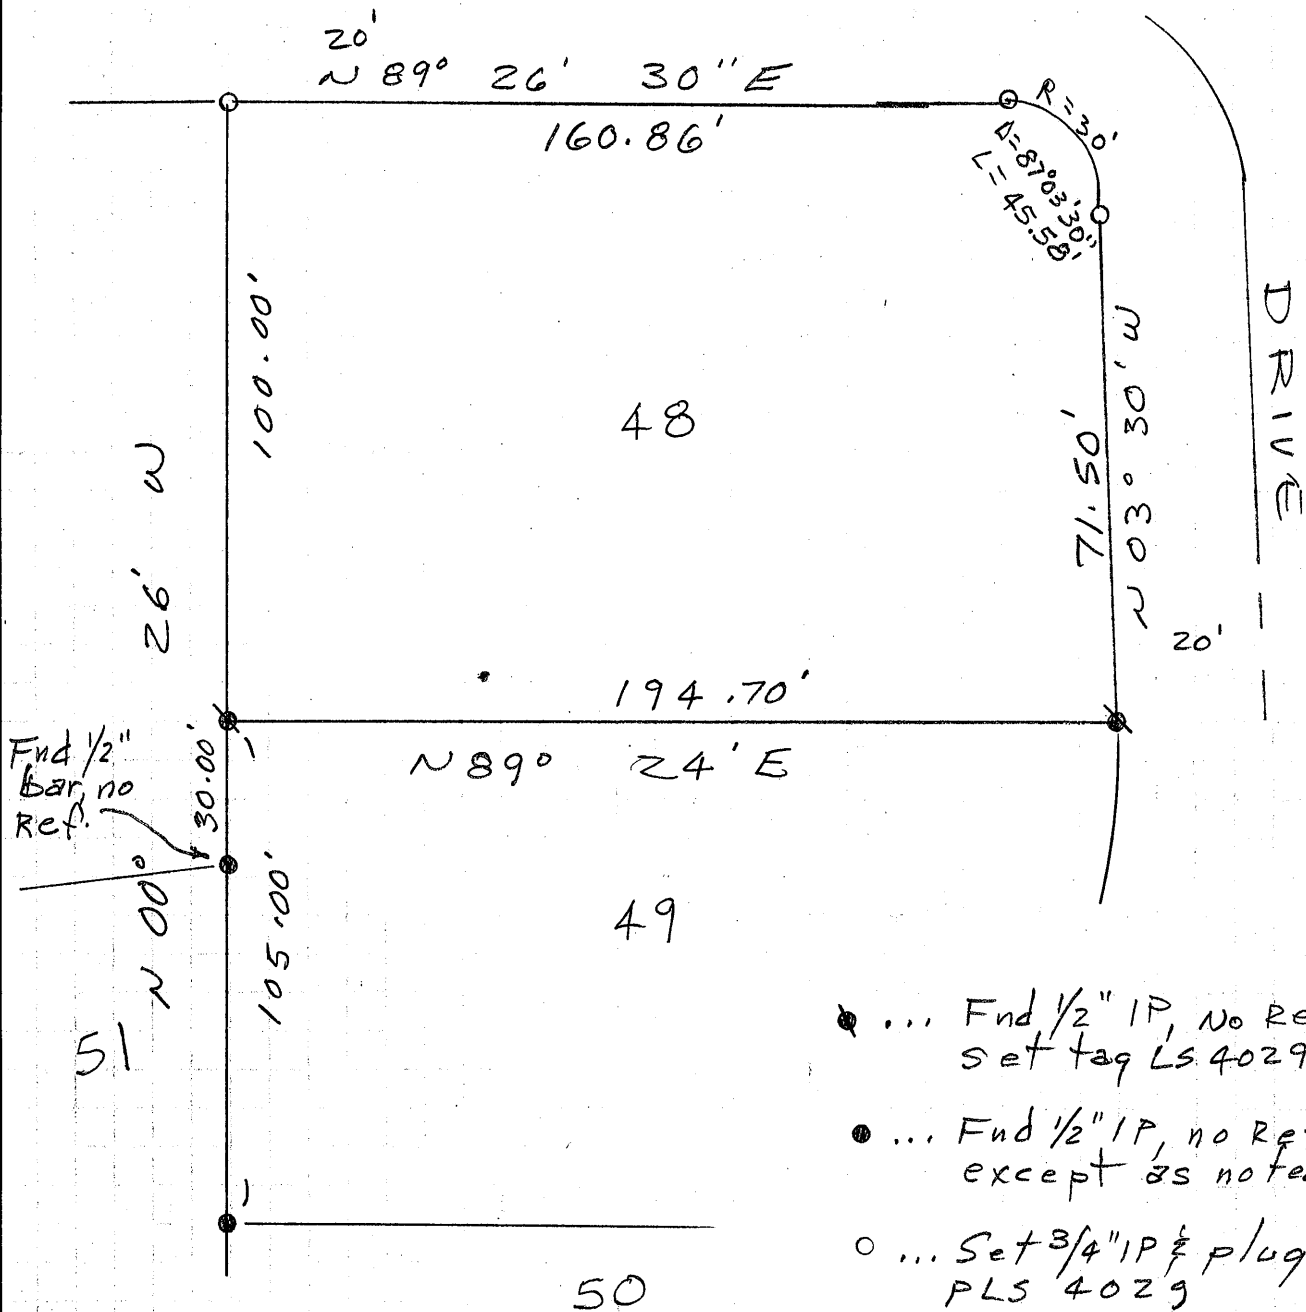 20'
N 89° 26' 30" E
160.86'
R = 30'
Δ = 87°03'30"
L = 45.58'
100.00'
48
71.50'
N 03° 30' W
DRIVE
20'
194.70'
N 89° 24' E
Fnd 1/2"
bar, no
Ref.
30.00'
N 00° 26' W
105.00'
49
51
50
... Fnd 1/2" IP, No Re
set tag LS 4029
... Fnd 1/2" IP, no Re
except as note
... Set 3/4" IP & plug
PLS 4029